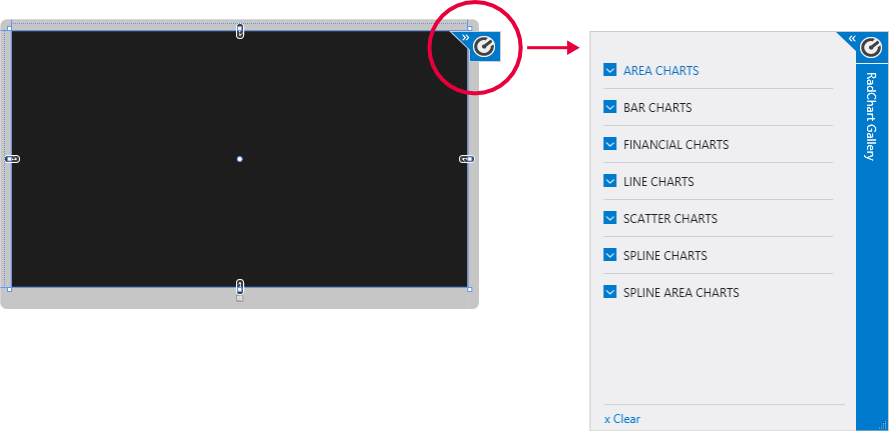 AREA CHARTS
BAR CHARTS
FINANCIAL CHARTS
LINE CHARTS
SCATTER CHARTS
SPLINE CHARTS
SPLINE AREA CHARTS
x Clear
RadChart Gallery